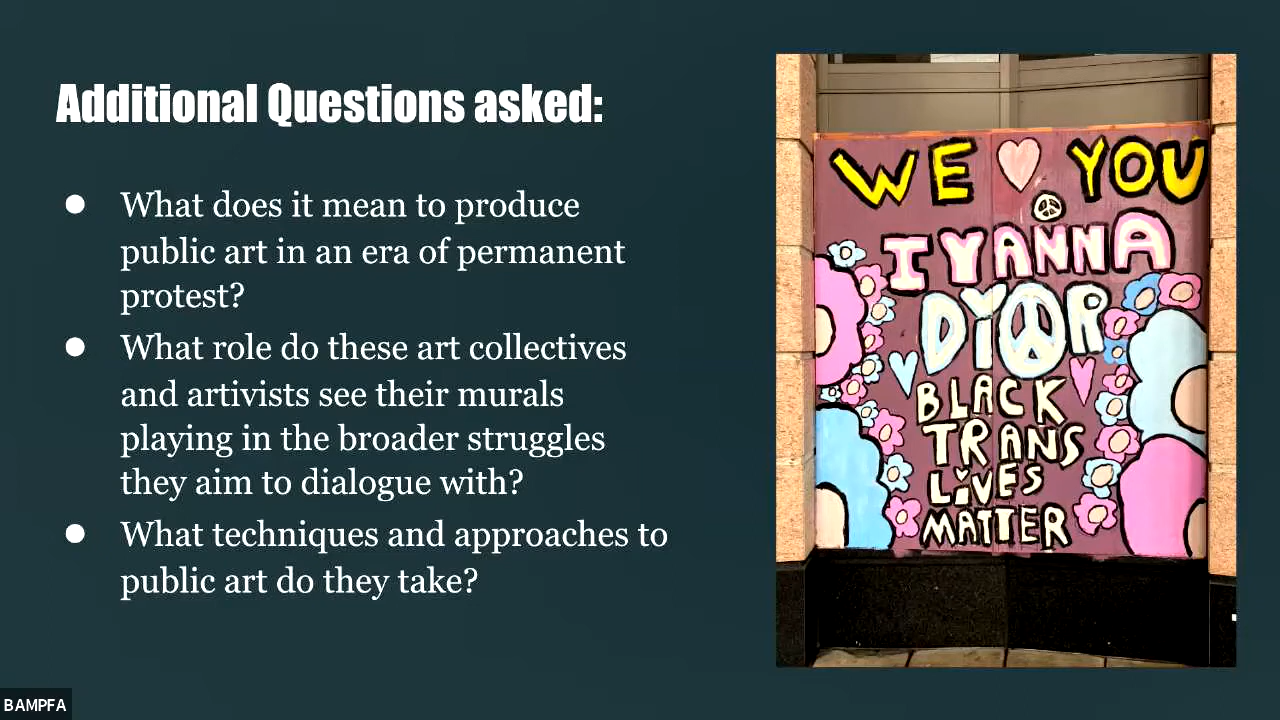 Additional Questions asked:
● What does it mean to produce
public art in an era of permanent
protest?
● What role do these art collectives
and artivists see their murals
playing in the broader struggles
they aim to dialogue with?
● What techniques and approaches to
public art do they take?
WE YOU
IYANNA
DiOR
BLACK
TRANS
LiVES
MATTER
BAMPFA